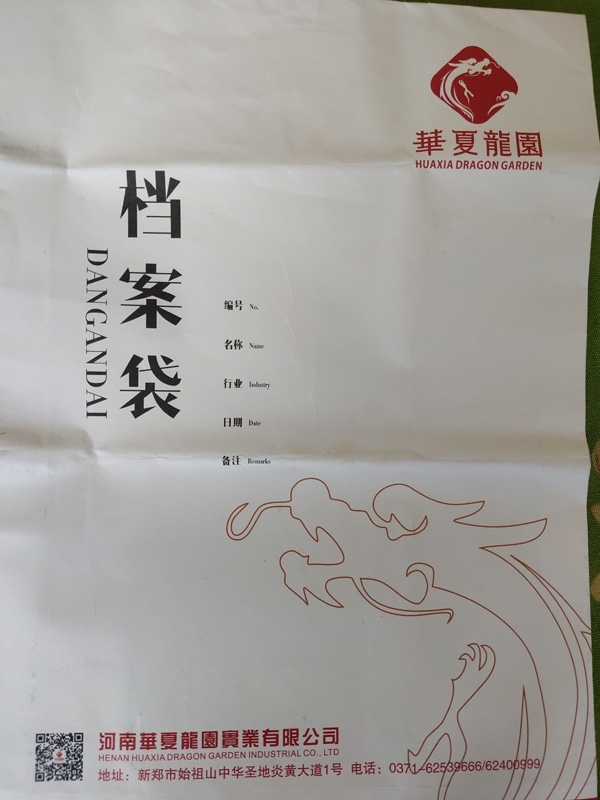 華夏龍園
HUAXIA DRAGON GARDEN
档案袋
DANGANDAI
编号 No.
名称 Name
行业 Industry
日期 Date
备注 Remarks
河南華夏龍園實業有限公司
HENAN HUAXIA DRAGON GARDEN INDUSTRIAL CO., LTD
地址：新郑市始祖山中华圣地炎黄大道1号 电话：0371-62539666/62400999